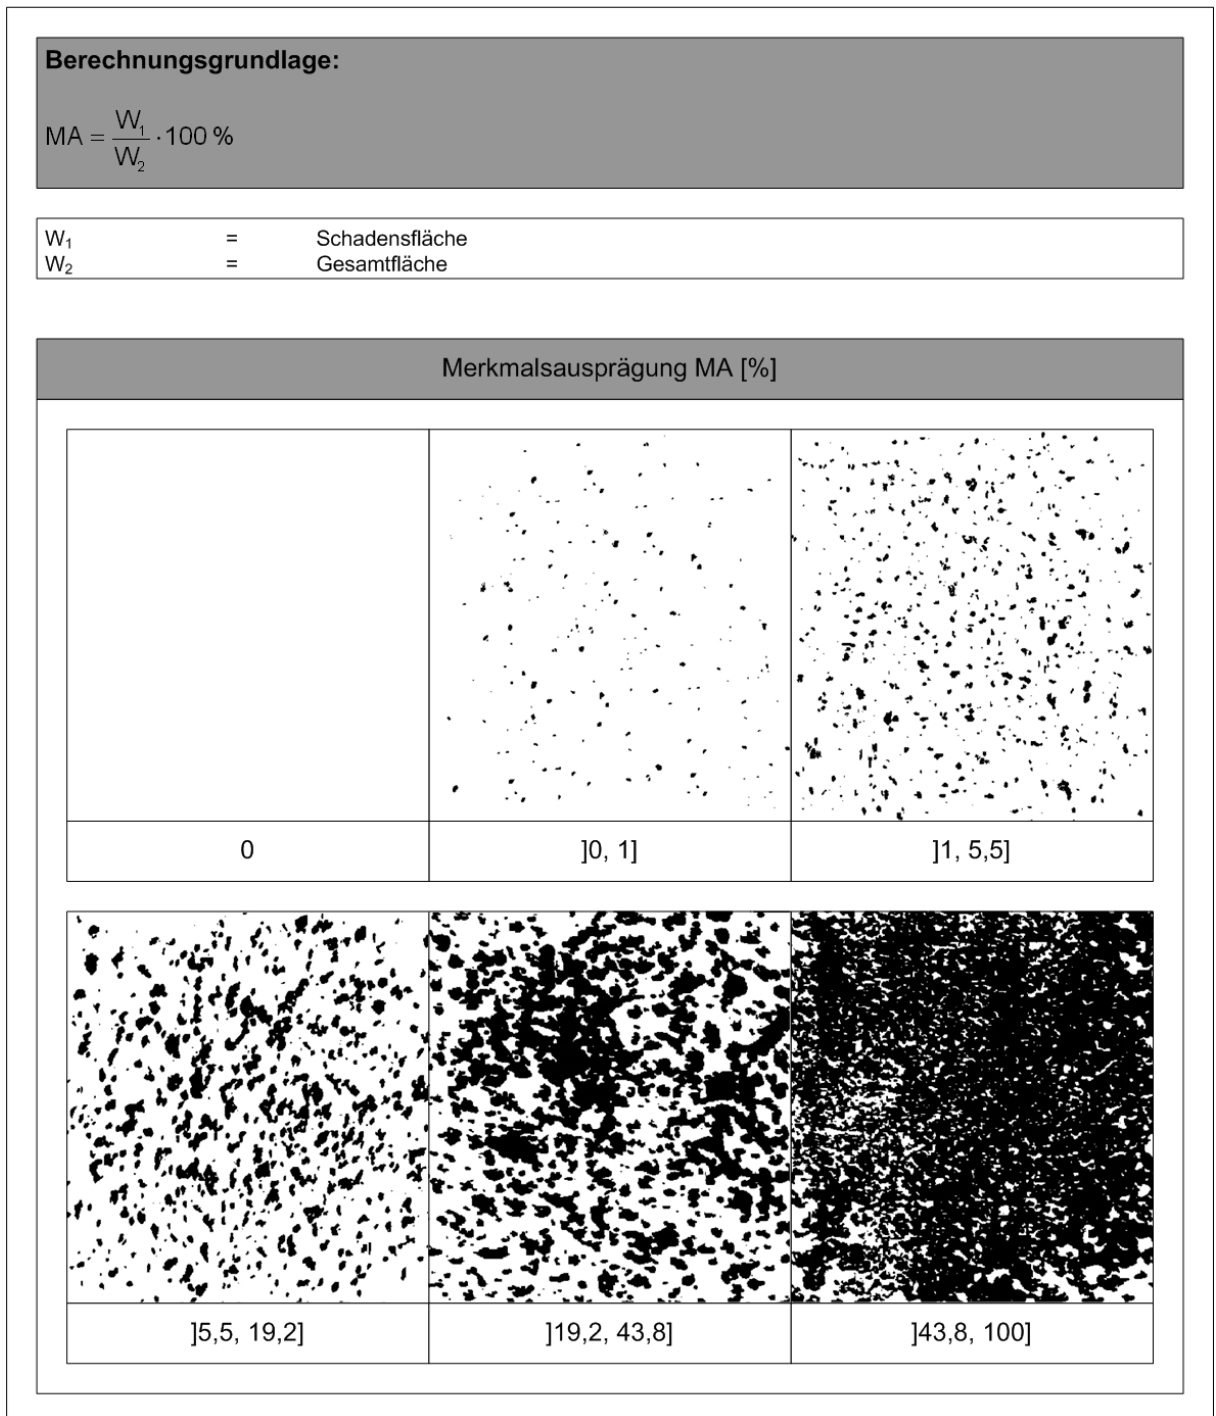 Berechnungsgrundlage:
MA = W₁ / W₂ · 100 %
W₁ = Schadensfläche
W₂ = Gesamtfläche
Merkmalsausprägung MA [%]
0 ]0, 1] ]1, 5,5]
]5,5, 19,2] ]19,2, 43,8] ]43,8, 100]